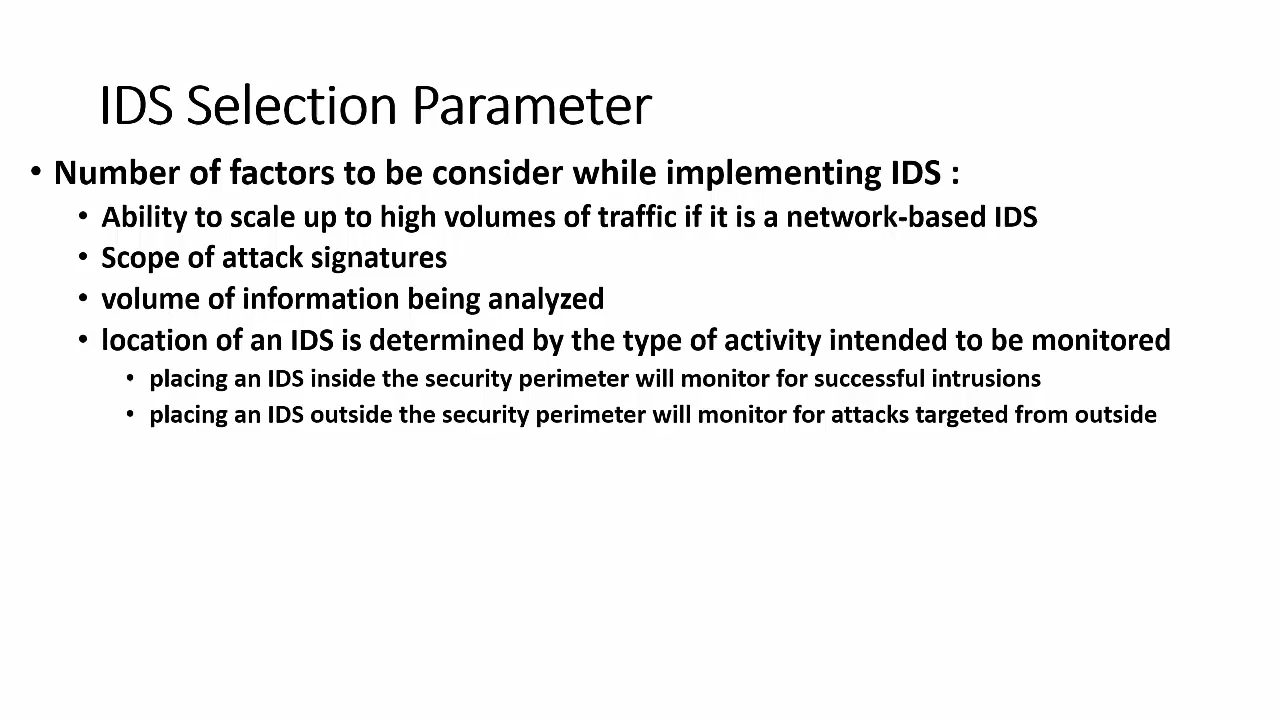 IDS Selection Parameter
• Number of factors to be consider while implementing IDS :
• Ability to scale up to high volumes of traffic if it is a network-based IDS
• Scope of attack signatures
• volume of information being analyzed
• location of an IDS is determined by the type of activity intended to be monitored
• placing an IDS inside the security perimeter will monitor for successful intrusions
• placing an IDS outside the security perimeter will monitor for attacks targeted from outside